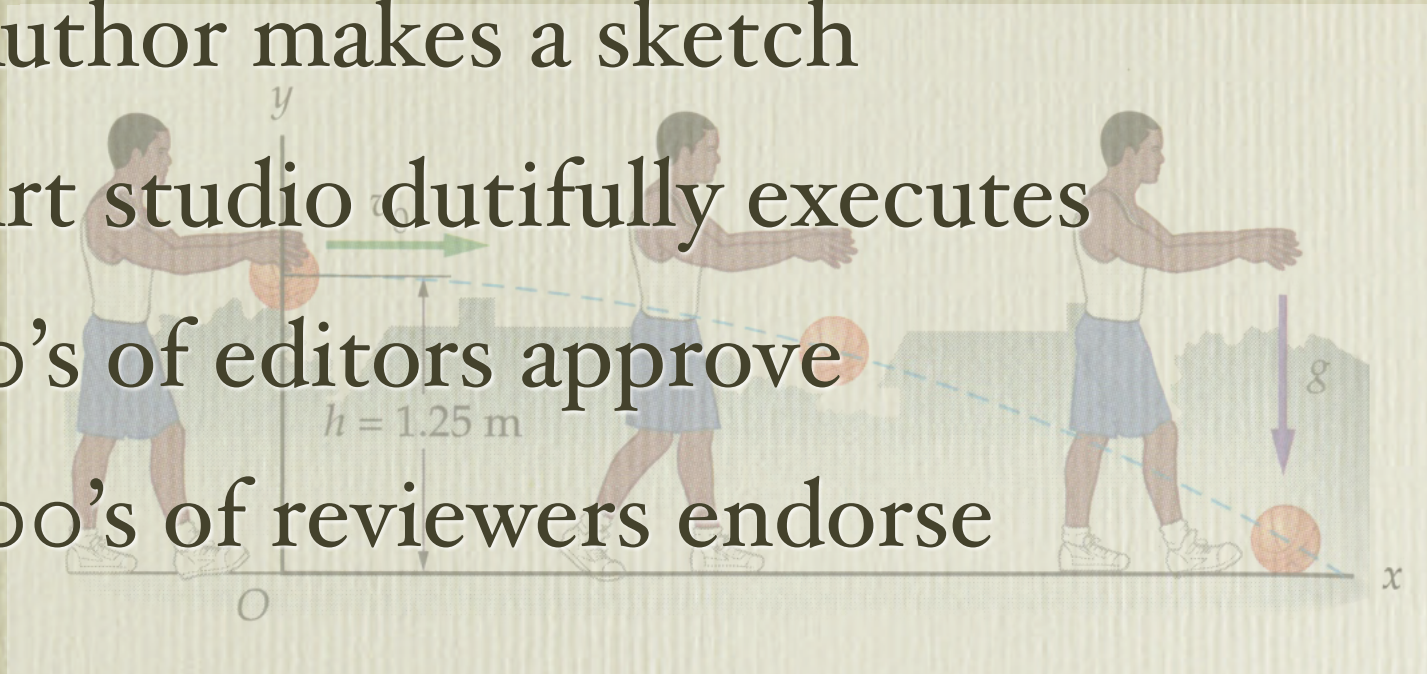 uthor makes a sketch
y
rt studio dutifully executes
o’s of editors approve
g
h = 1.25 m
oo’s of reviewers endorse
x
O